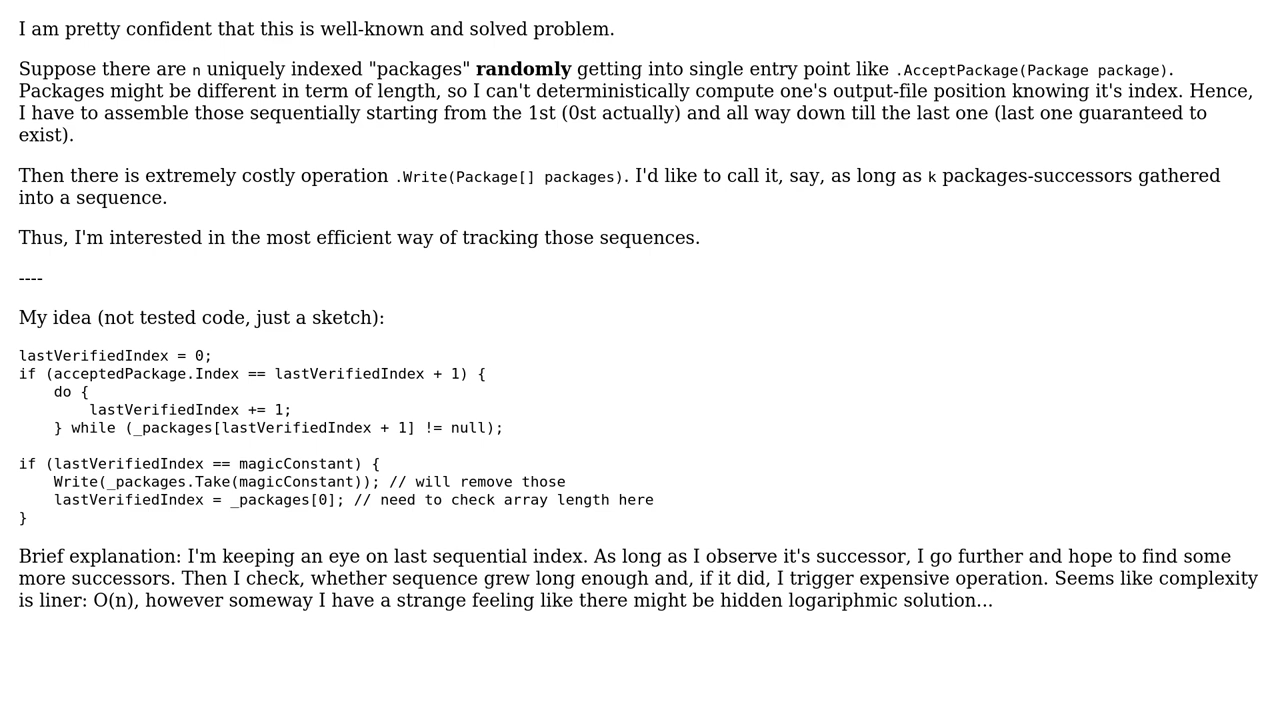 I am pretty confident that this is well-known and solved problem.
Suppose there are n uniquely indexed "packages" randomly getting into single entry point like .AcceptPackage(Package package).
Packages might be different in term of length, so I can't deterministically compute one's output-file position knowing it's index. Hence,
I have to assemble those sequentially starting from the 1st (0st actually) and all way down till the last one (last one guaranteed to
exist).
Then there is extremely costly operation .Write(Package[] packages). I'd like to call it, say, as long as k packages-successors gathered
into a sequence.
Thus, I'm interested in the most efficient way of tracking those sequences.
----
My idea (not tested code, just a sketch):
lastVerifiedIndex = 0;
if (acceptedPackage.Index == lastVerifiedIndex + 1) {
    do {
        lastVerifiedIndex += 1;
    } while (_packages[lastVerifiedIndex + 1] != null);
if (lastVerifiedIndex == magicConstant) {
    Write(_packages.Take(magicConstant)); // will remove those
    lastVerifiedIndex = _packages[0]; // need to check array length here
}
Brief explanation: I'm keeping an eye on last sequential index. As long as I observe it's successor, I go further and hope to find some
more successors. Then I check, whether sequence grew long enough and, if it did, I trigger expensive operation. Seems like complexity
is liner: O(n), however someway I have a strange feeling like there might be hidden logariphmic solution...